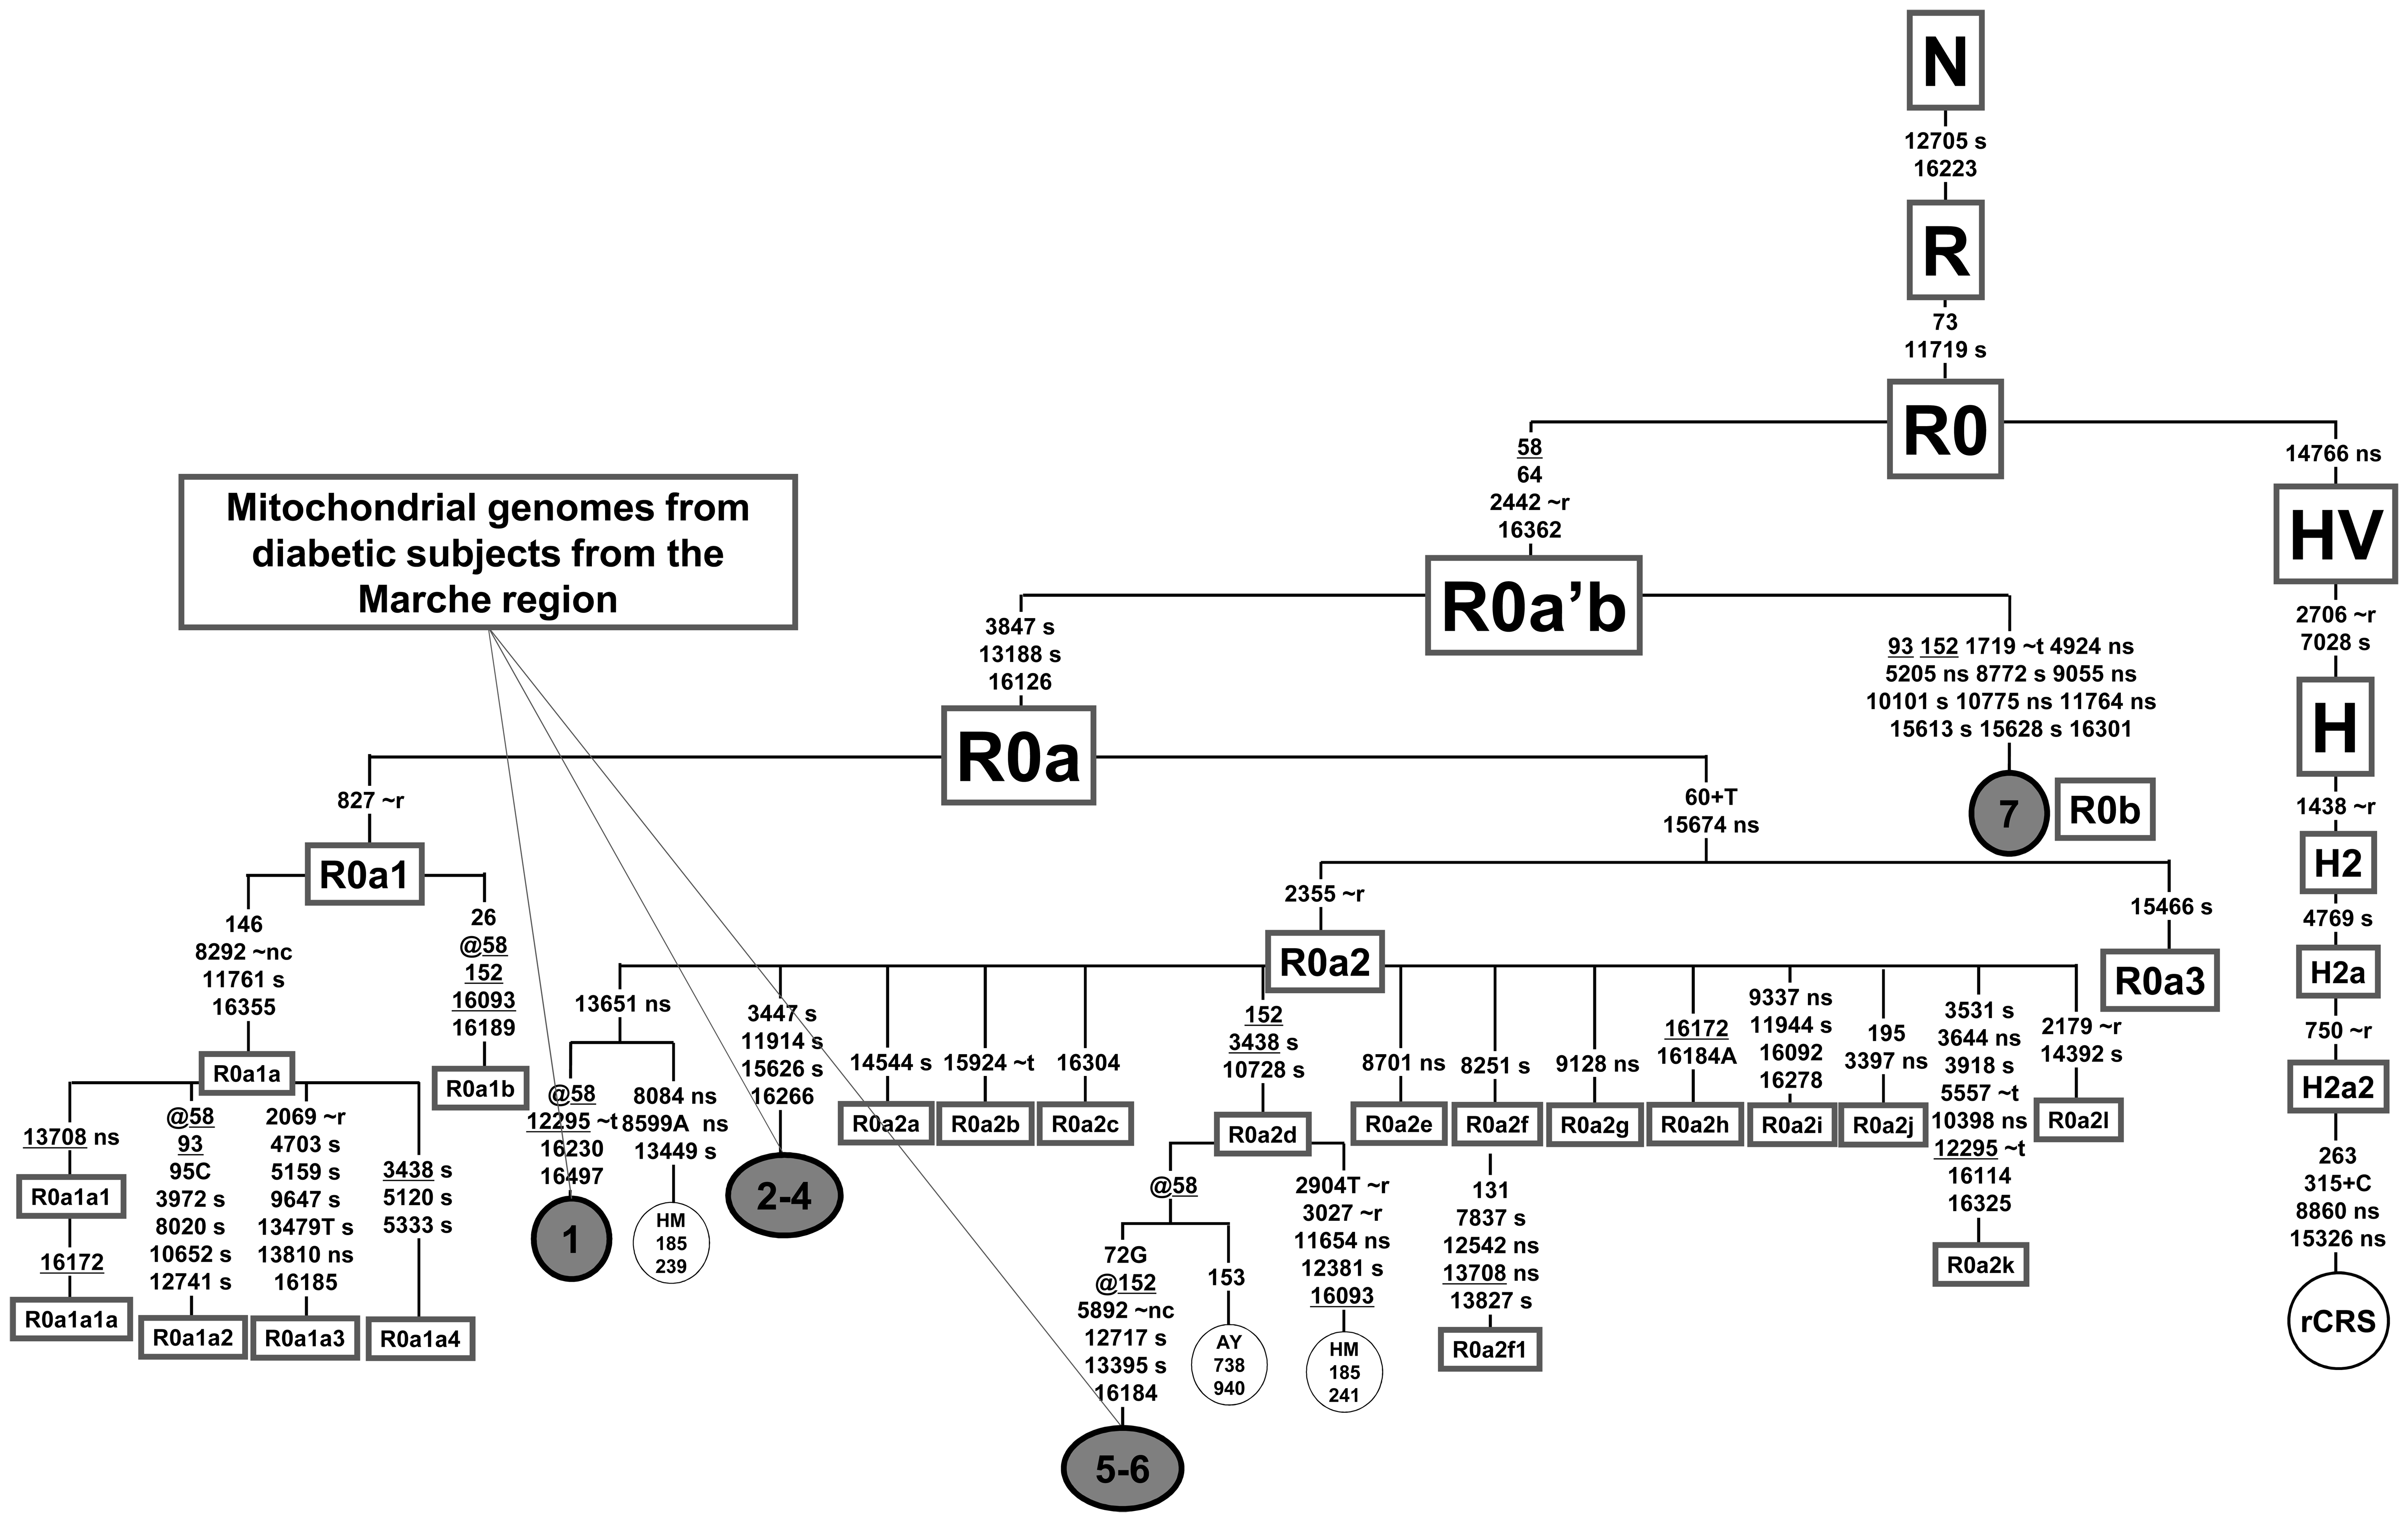 N
12705 s
16223
R
73
11719 s
R0
58
64
2442 ~r
16362
14766 ns
HV
2706 ~r
7028 s
H
1438 ~r
H2
4769 s
H2a
750 ~r
H2a2
263
315+C
8860 ns
15326 ns
rCRS
Mitochondrial genomes from
diabetic subjects from the
Marche region
R0a’b
3847 s
13188 s
16126
93 152 1719 ~t 4924 ns
5205 ns 8772 s 9055 ns
10101 s 10775 ns 11764 ns
15613 s 15628 s 16301
7
R0b
R0a
827 ~r
R0a1
60+T
15674 ns
2355 ~r
R0a2
15466 s
R0a3
146
8292 ~nc
11761 s
16355
R0a1a
26
@58
152
16093
16189
R0a1b
13708 ns
R0a1a1
16172
R0a1a1a
@58
93
95C
3972 s
8020 s
10652 s
12741 s
R0a1a2
2069 ~r
4703 s
5159 s
9647 s
13479T s
13810 ns
16185
R0a1a3
3438 s
5120 s
5333 s
R0a1a4
13651 ns
@58
12295 ~t
16230
16497
1
8084 ns
8599A ns
13449 s
HM
185
239
3447 s
11914 s
15626 s
16266
2-4
14544 s
R0a2a
15924 ~t
R0a2b
16304
R0a2c
152
3438 s
10728 s
R0a2d
@58
72G
@152
5892 ~nc
12717 s
13395 s
16184
5-6
153
AY
738
940
2904T ~r
3027 ~r
11654 ns
12381 s
16093
HM
185
241
8701 ns
R0a2e
8251 s
R0a2f
131
7837 s
12542 ns
13708 ns
13827 s
R0a2f1
9128 ns
R0a2g
16172
16184A
R0a2h
9337 ns
11944 s
16092
16278
R0a2i
195
3397 ns
R0a2j
3531 s
3644 ns
3918 s
5557 ~t
10398 ns
12295 ~t
16114
16325
R0a2k
2179 ~r
14392 s
R0a2l